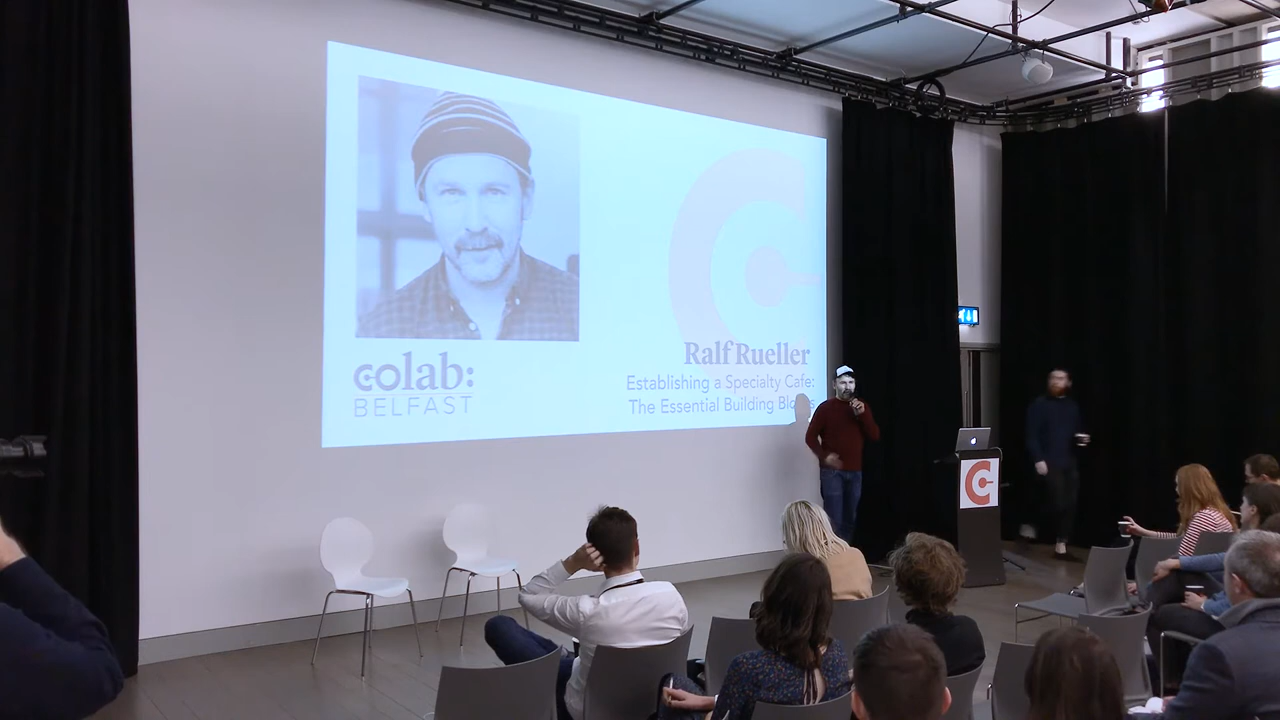 colab:
BELFAST
Ralf Rueller
Establishing a Specialty Cafe:
The Essential Building